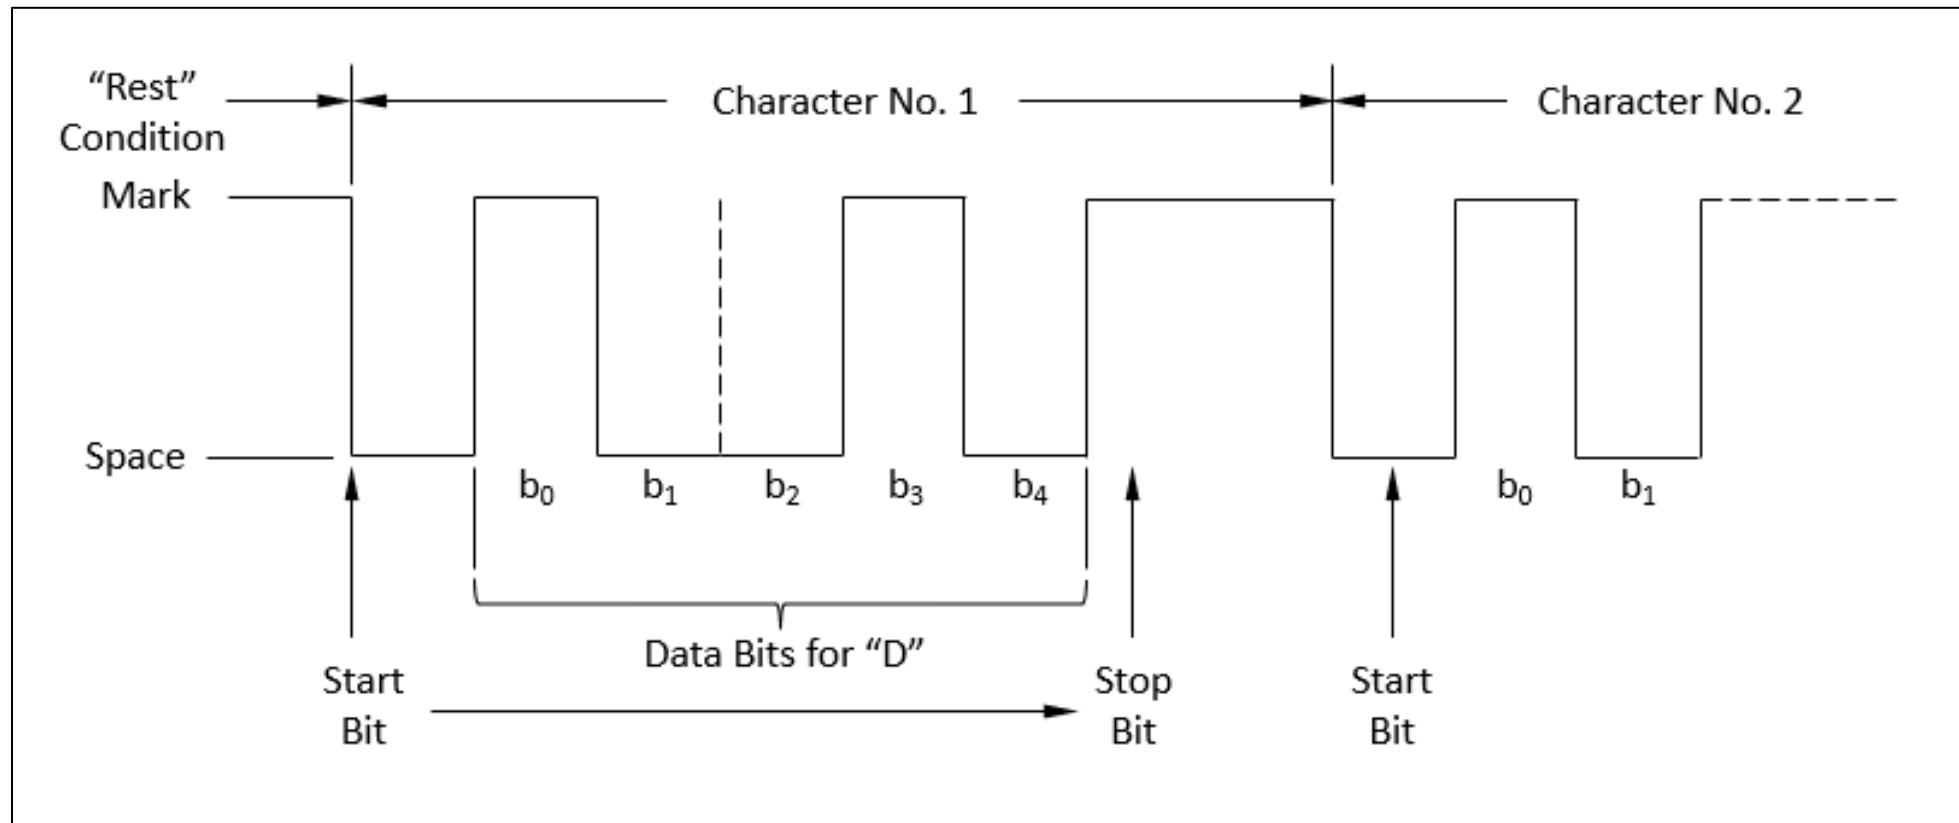 “Rest”
Condition
Character No. 1
Character No. 2
Mark
Space
b₀ b₁ b₂ b₃ b₄ b₀ b₁
Data Bits for “D”
Start
Bit
Stop
Bit
Start
Bit